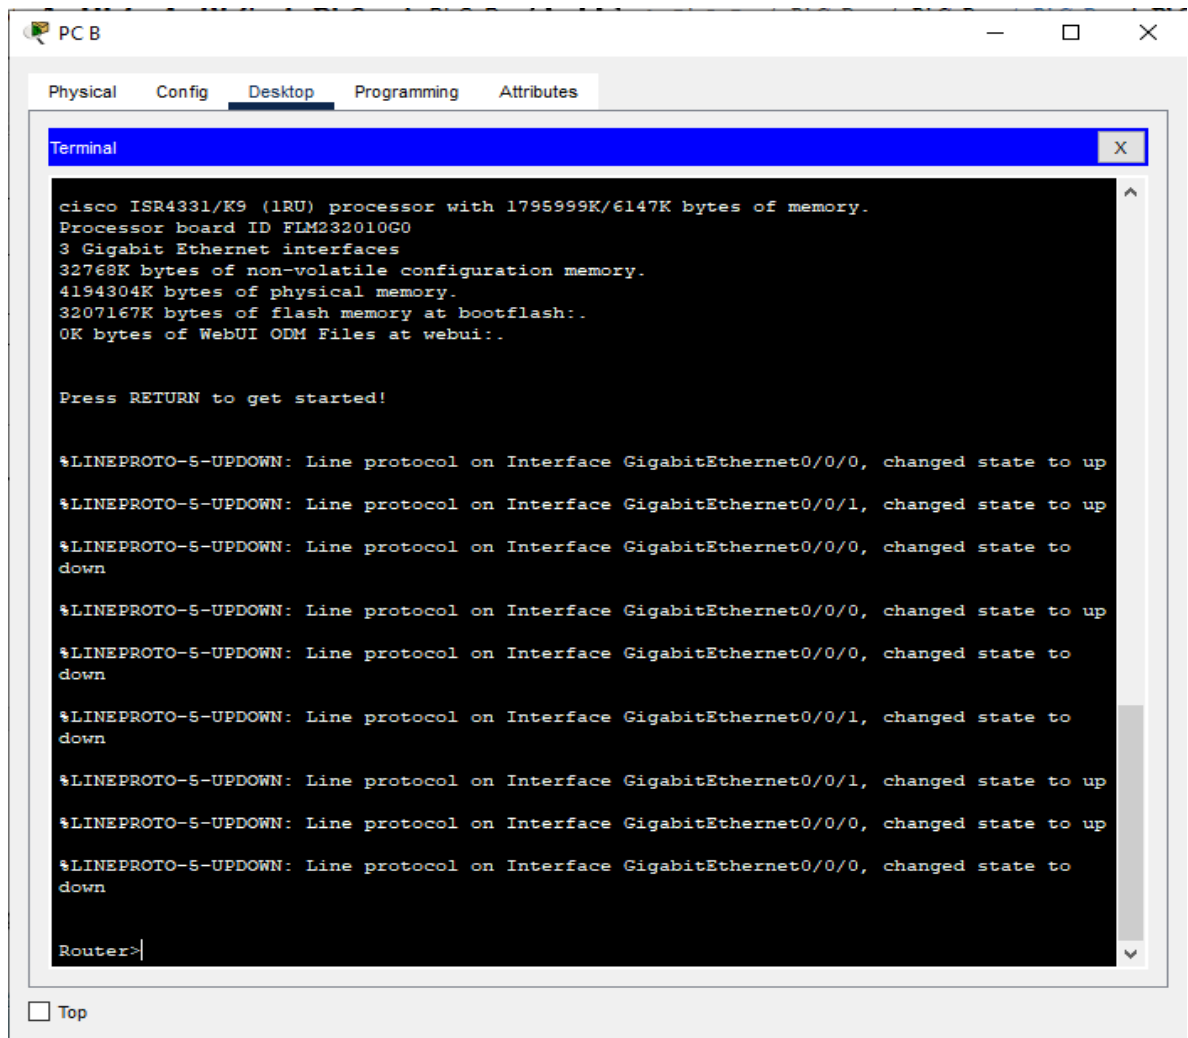 PC B
Physical Config Desktop Programming Attributes
Terminal
X
cisco ISR4331/K9 (1RU) processor with 1795999K/6147K bytes of memory.
Processor board ID FLM232010G0
3 Gigabit Ethernet interfaces
32768K bytes of non-volatile configuration memory.
4194304K bytes of physical memory.
3207167K bytes of flash memory at bootflash:.
0K bytes of WebUI ODM Files at webui:.
Press RETURN to get started!
%LINEPROTO-5-UPDOWN: Line protocol on Interface GigabitEthernet0/0/0, changed state to up
%LINEPROTO-5-UPDOWN: Line protocol on Interface GigabitEthernet0/0/1, changed state to up
%LINEPROTO-5-UPDOWN: Line protocol on Interface GigabitEthernet0/0/0, changed state to
down
%LINEPROTO-5-UPDOWN: Line protocol on Interface GigabitEthernet0/0/0, changed state to up
%LINEPROTO-5-UPDOWN: Line protocol on Interface GigabitEthernet0/0/0, changed state to
down
%LINEPROTO-5-UPDOWN: Line protocol on Interface GigabitEthernet0/0/1, changed state to
down
%LINEPROTO-5-UPDOWN: Line protocol on Interface GigabitEthernet0/0/1, changed state to up
%LINEPROTO-5-UPDOWN: Line protocol on Interface GigabitEthernet0/0/0, changed state to up
%LINEPROTO-5-UPDOWN: Line protocol on Interface GigabitEthernet0/0/0, changed state to
down
Router>
Top